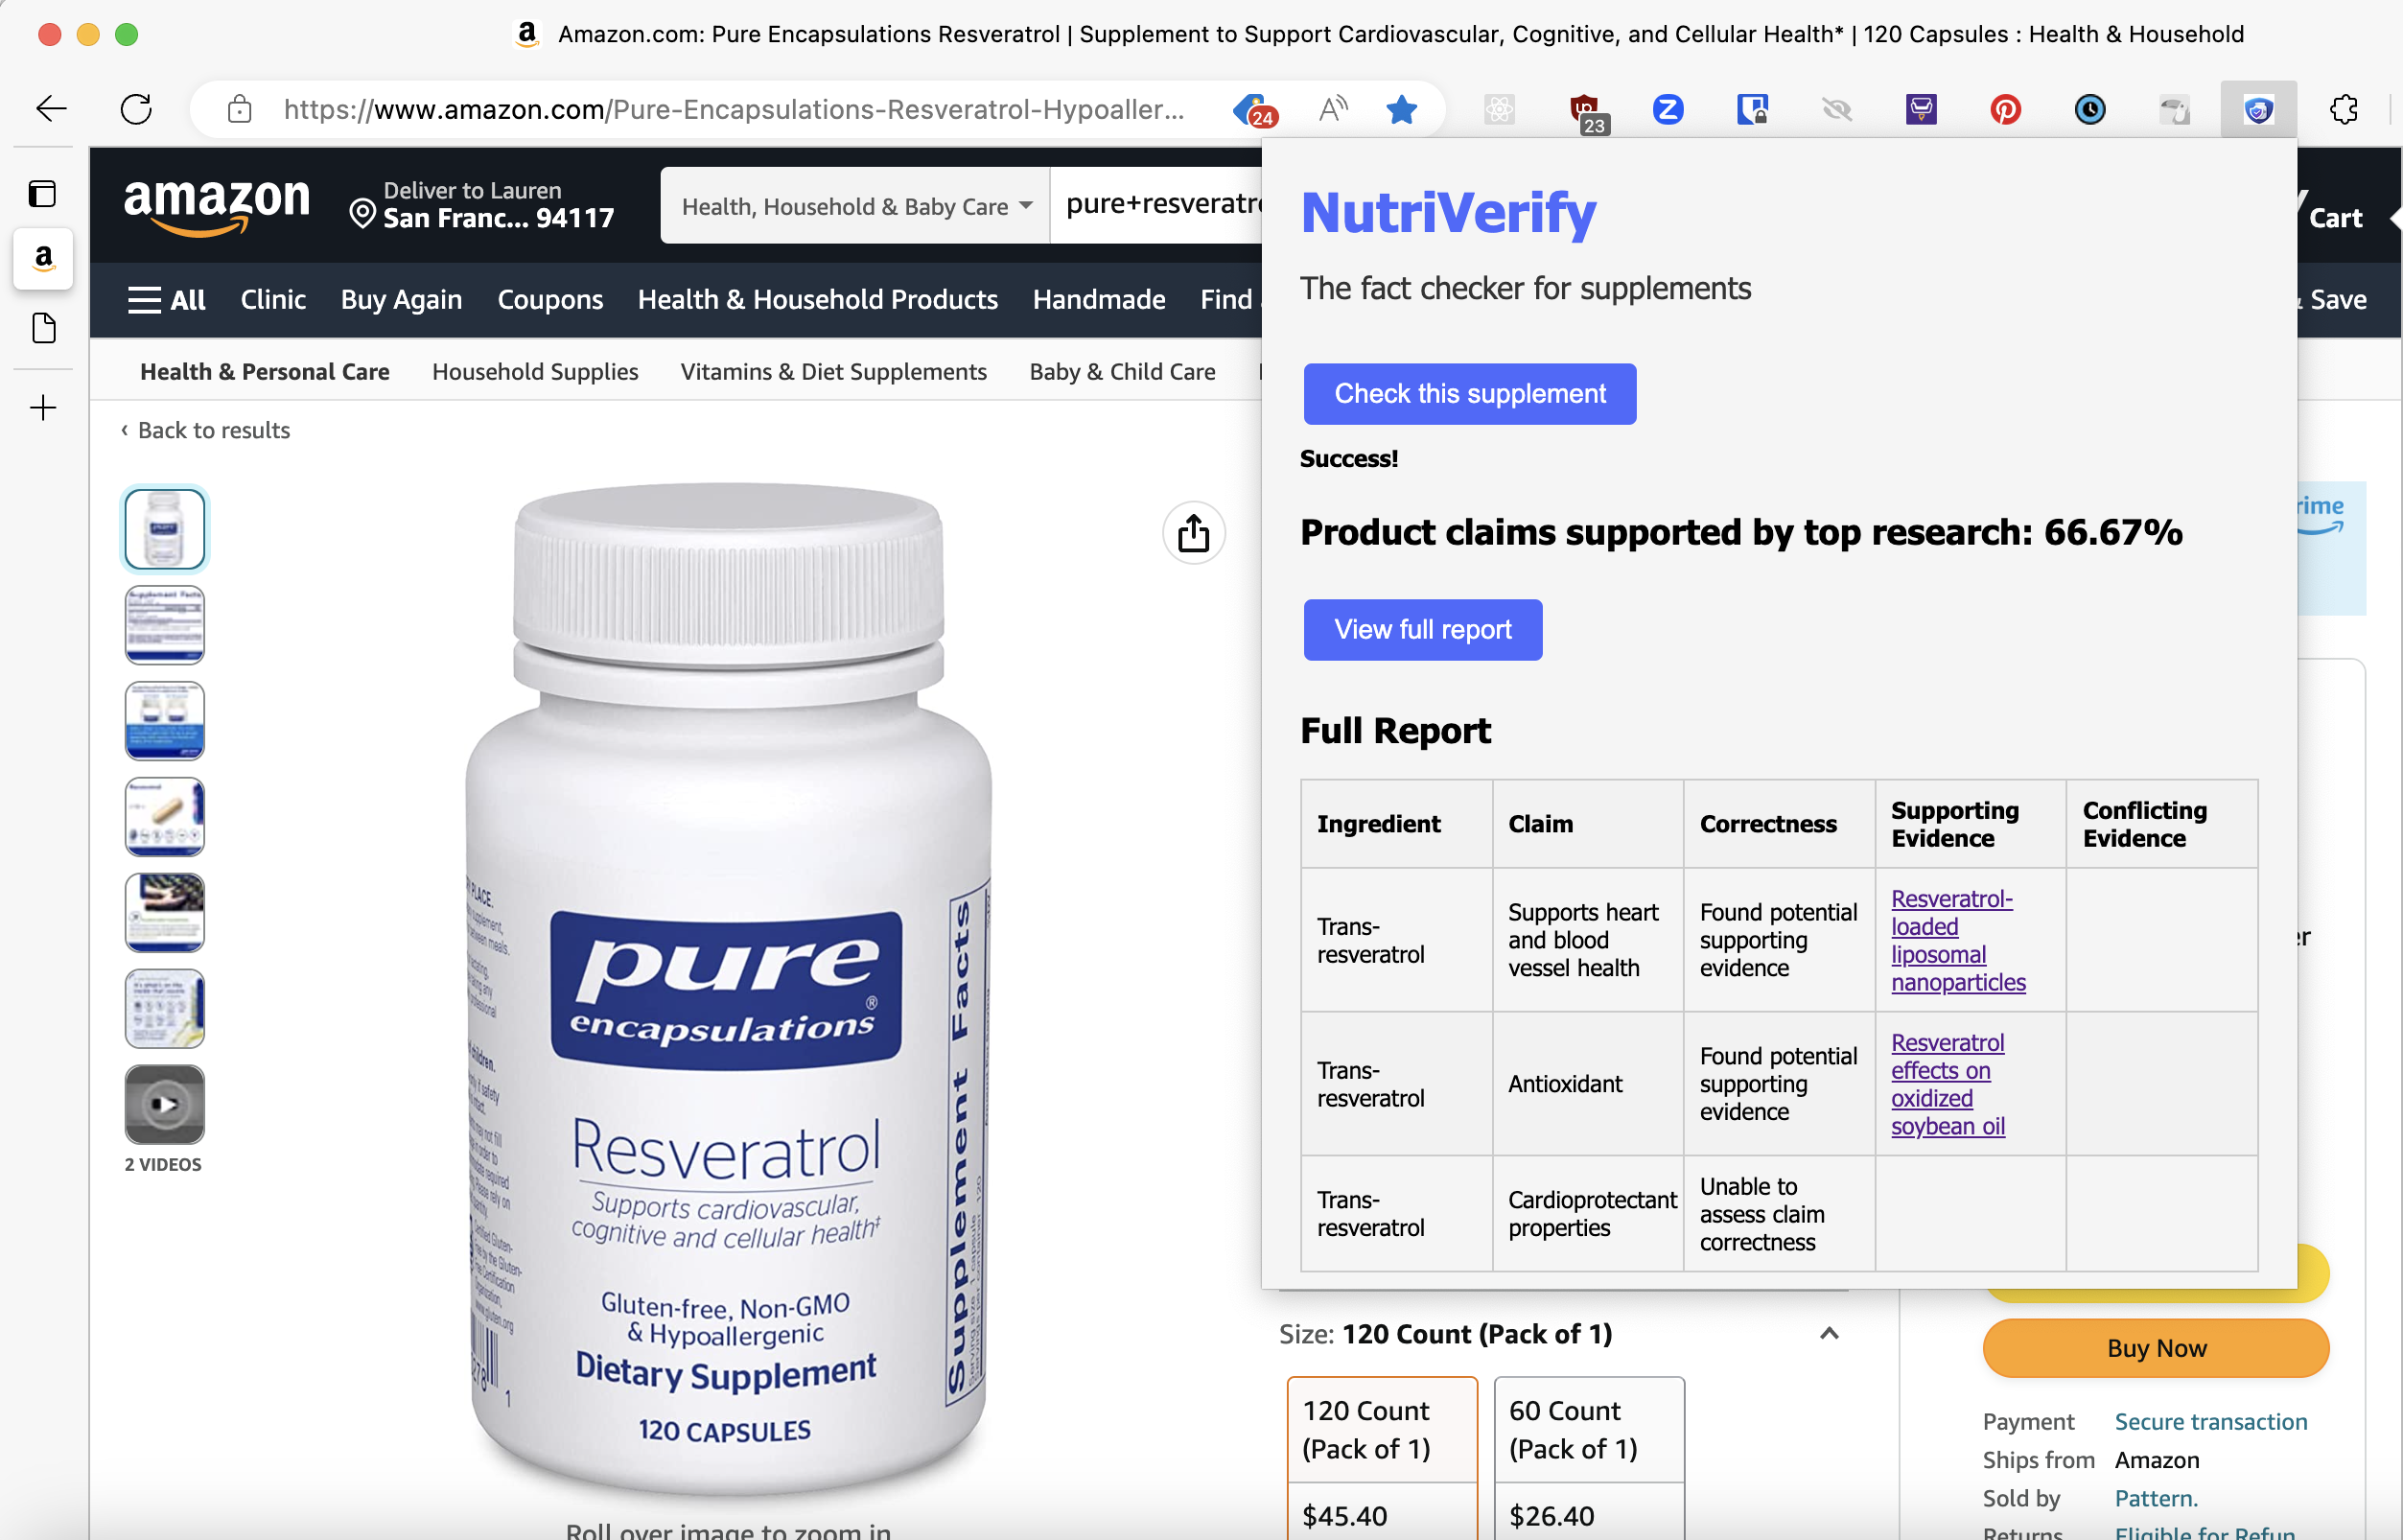 Amazon.com: Pure Encapsulations Resveratrol | Supplement to Support Cardiovascular, Cognitive, and Cellular Health* | 120 Capsules : Health & Household
https://www.amazon.com/Pure-Encapsulations-Resveratrol-Hypoaller...
24
23
amazon
Deliver to Lauren
San Franc... 94117
Health, Household & Baby Care
pure+resveratro
Cart
All
Clinic
Buy Again
Coupons
Health & Household Products
Handmade
Find
& Save
Health & Personal Care
Household Supplies
Vitamins & Diet Supplements
Baby & Child Care
‹ Back to results
2 VIDEOS
pure
encapsulations®
Resveratrol
Supports cardiovascular,
cognitive and cellular health‡
Gluten-free, Non-GMO
& Hypoallergenic
Dietary Supplement
120 CAPSULES
Supplement Facts
Roll over image to zoom in
NutriVerify
The fact checker for supplements
Check this supplement
Success!
Product claims supported by top research: 66.67%
View full report
Full Report
Ingredient
Claim
Correctness
Supporting
Evidence
Conflicting
Evidence
Trans-
resveratrol
Supports heart
and blood
vessel health
Found potential
supporting
evidence
Resveratrol-
loaded
liposomal
nanoparticles
Trans-
resveratrol
Antioxidant
Found potential
supporting
evidence
Resveratrol
effects on
oxidized
soybean oil
Trans-
resveratrol
Cardioprotectant
properties
Unable to
assess claim
correctness
Size: 120 Count (Pack of 1)
120 Count
(Pack of 1)
$45.40
60 Count
(Pack of 1)
$26.40
Buy Now
Payment
Secure transaction
Ships from
Amazon
Sold by
Pattern.
Returns
Eligible for Refun